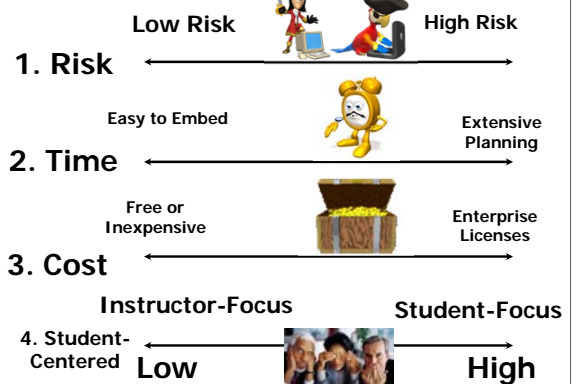 Low Risk
High Risk
1. Risk
Easy to Embed
Extensive
Planning
2. Time
Free or
Inexpensive
Enterprise
Licenses
3. Cost
Instructor-Focus
Student-Focus
4. Student-
Centered
Low
High